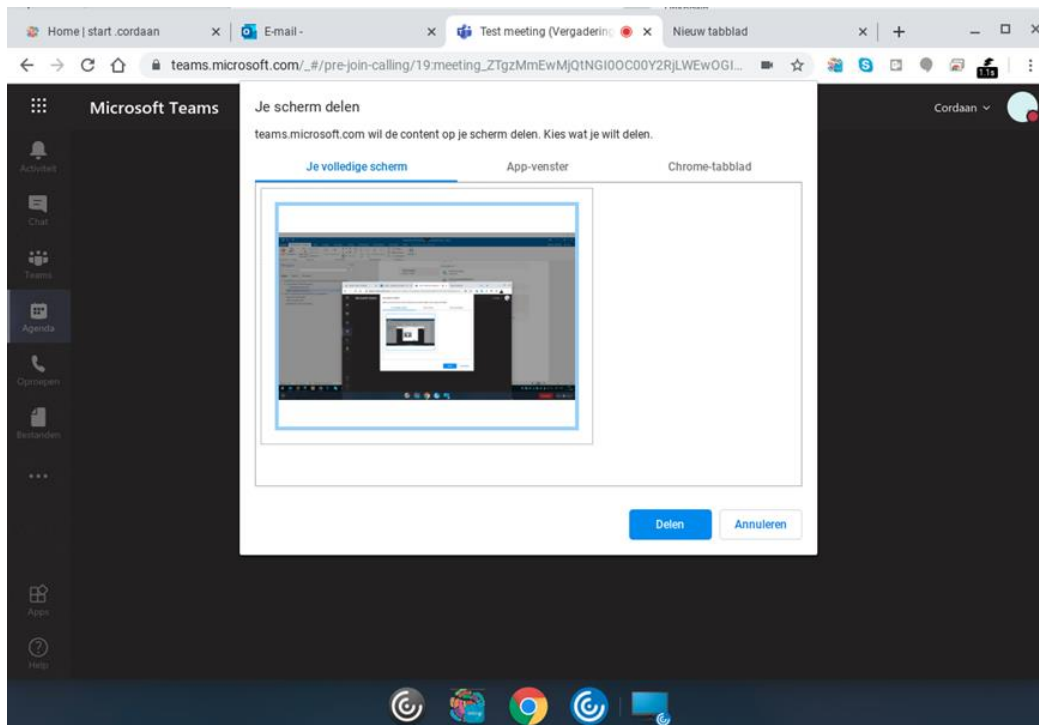 Home | start .cordaan
E-mail -
Test meeting (Vergadering
Nieuw tabblad
teams.microsoft.com/_#/pre-join-calling/19:meeting_ZTgzMmEwMjQtNGI0OC00Y2RjLWEwOGI...
1.1s
Microsoft Teams
Cordaan
Je scherm delen
teams.microsoft.com wil de content op je scherm delen. Kies wat je wilt delen.
Je volledige scherm
App-venster
Chrome-tabblad
Activiteit
Chat
Teams
Agenda
Oproepen
Bestanden
Delen
Annuleren
Apps
Help